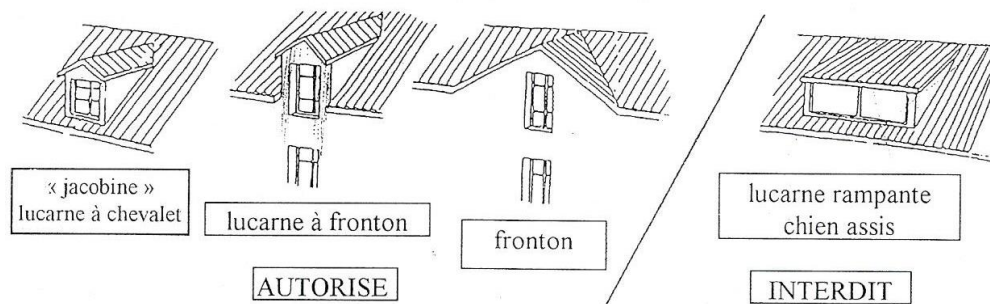 « jacobine »
lucarne à chevalet
lucarne à fronton
fronton
AUTORISE
lucarne rampante
chien assis
INTERDIT